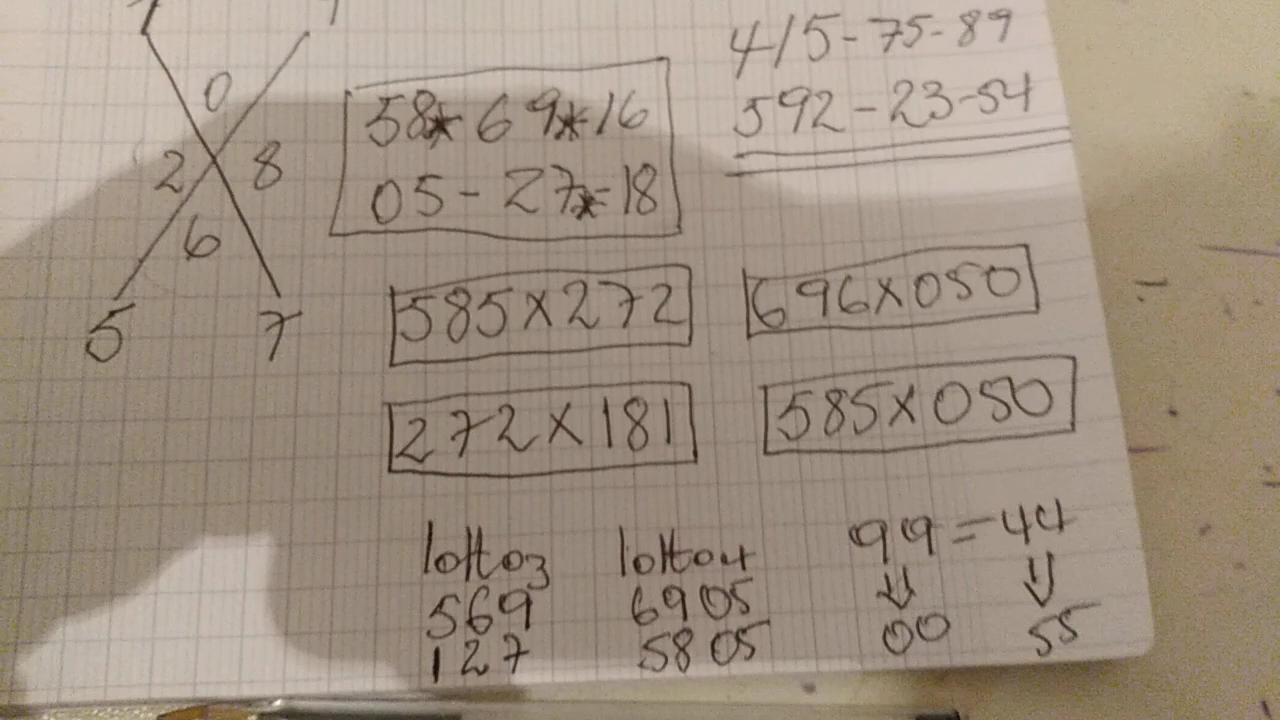 415-75-89
592-23-54
0
2 8
6
5 7
58*69*16
05-27*18
585X272
696X050
272X181
585X050
lotto3
569
127
lotto4
6905
5805
99=44
⇓ ⇓
00 55